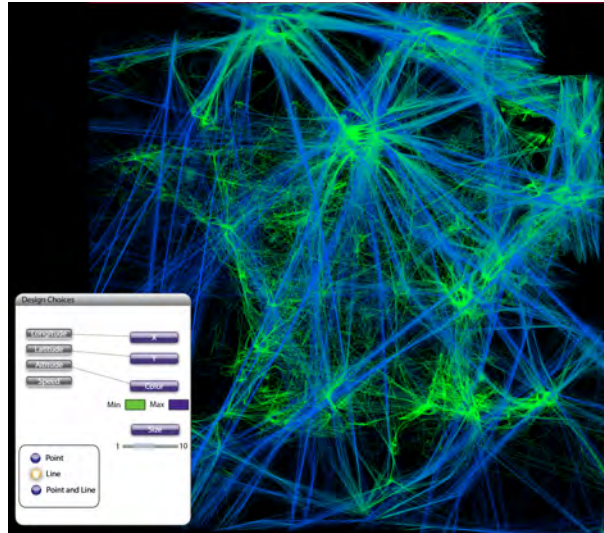 Design Choices
Longitude
X
Latitude
Y
Altitude
Speed
Color
Min Max
Size
1 10
Point
Line
Point and Line